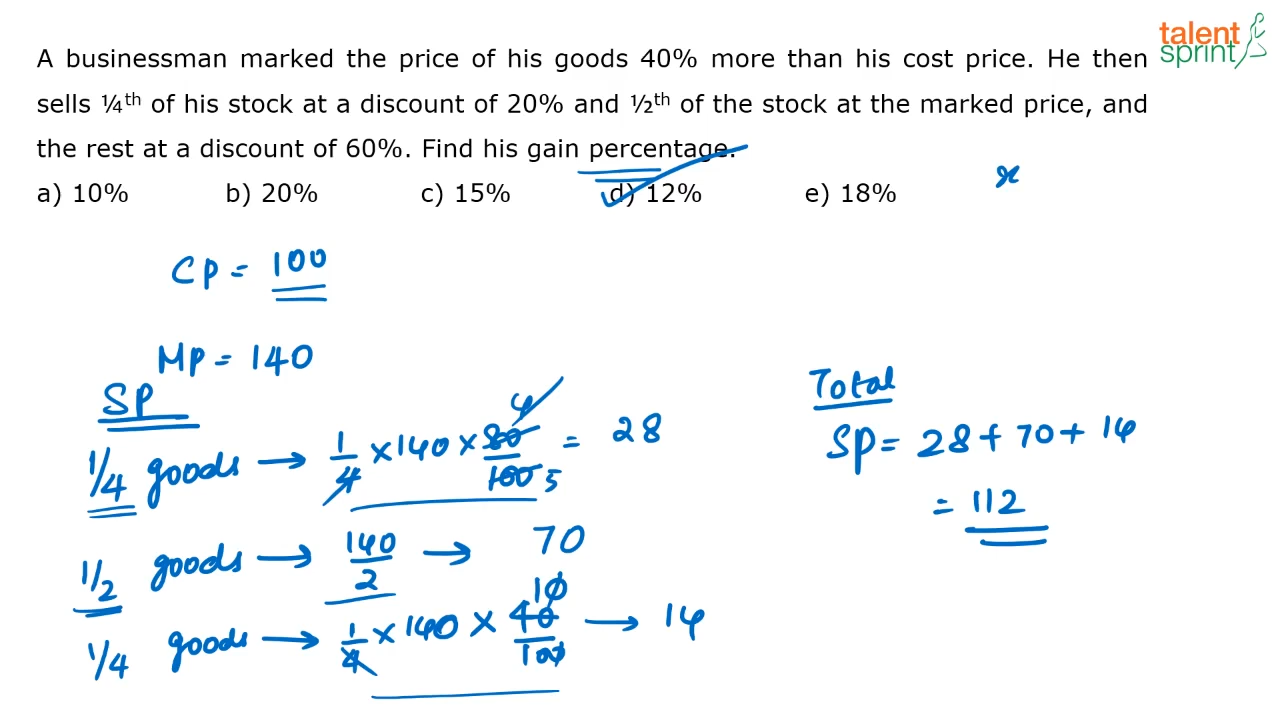 talent
sprint
A businessman marked the price of his goods 40% more than his cost price. He then
sells ¼th of his stock at a discount of 20% and ½th of the stock at the marked price, and
the rest at a discount of 60%. Find his gain percentage.
a) 10% b) 20% c) 15% d) 12% e) 18%
x
CP = 100
MP = 140
SP
1/4 goods → 1/4 × 140 × 80/100 = 28
4
5
1/2 goods → 140/2 → 70
1/4 goods → 1/4 × 140 × 40/100 → 14
10
Total
SP = 28 + 70 + 14
= 112